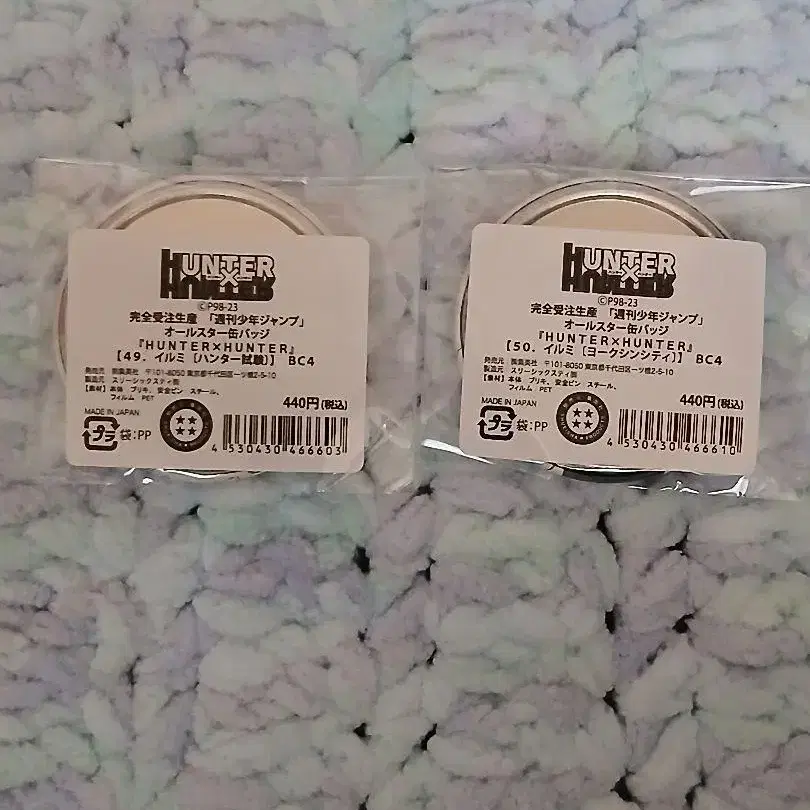 HUNTER×HUNTER
©P98-23
完全受注生産 「週刊少年ジャンプ」
オールスター缶バッジ
『HUNTER×HUNTER』
【49. イルミ〔ハンター試験〕】 BC4
発売元 ㈱集英社 〒101-8050 東京都千代田区一ツ橋2-5-10
製造元 スリーシックスティ㈱
【素材】本体 ブリキ、安全ピン スチール、
フィルム PET
440円(税込)
MADE IN JAPAN
プラ 袋:PP
4 530430 466603
HUNTER×HUNTER
©P98-23
完全受注生産 「週刊少年ジャンプ」
オールスター缶バッジ
『HUNTER×HUNTER』
【50. イルミ〔ヨークシンシティ〕】 BC4
発売元 ㈱集英社 〒101-8050 東京都千代田区一ツ橋2-5-10
製造元 スリーシックスティ㈱
【素材】本体 ブリキ、安全ピン スチール、
フィルム PET
440円(税込)
MADE IN JAPAN
プラ 袋:PP
4 530430 466610